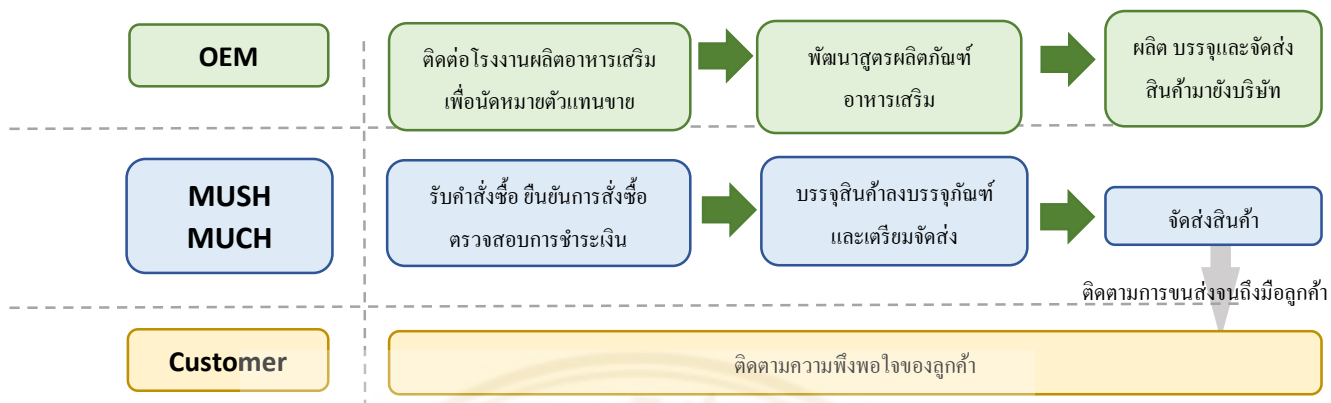 OEM
ติดต่อโรงงานผลิตอาหารเสริม
เพื่อนัดหมายตัวแทนขาย
พัฒนาสูตรผลิตภัณฑ์
อาหารเสริม
ผลิต บรรจุและจัดส่ง
สินค้ามายังบริษัท
MUSH
MUCH
รับคำสั่งซื้อ ยืนยันการสั่งซื้อ
ตรวจสอบการชำระเงิน
บรรจุสินค้าลงบรรจุภัณฑ์
และเตรียมจัดส่ง
จัดส่งสินค้า
ติดตามการขนส่งจนถึงมือลูกค้า
Customer
ติดตามความพึงพอใจของลูกค้า